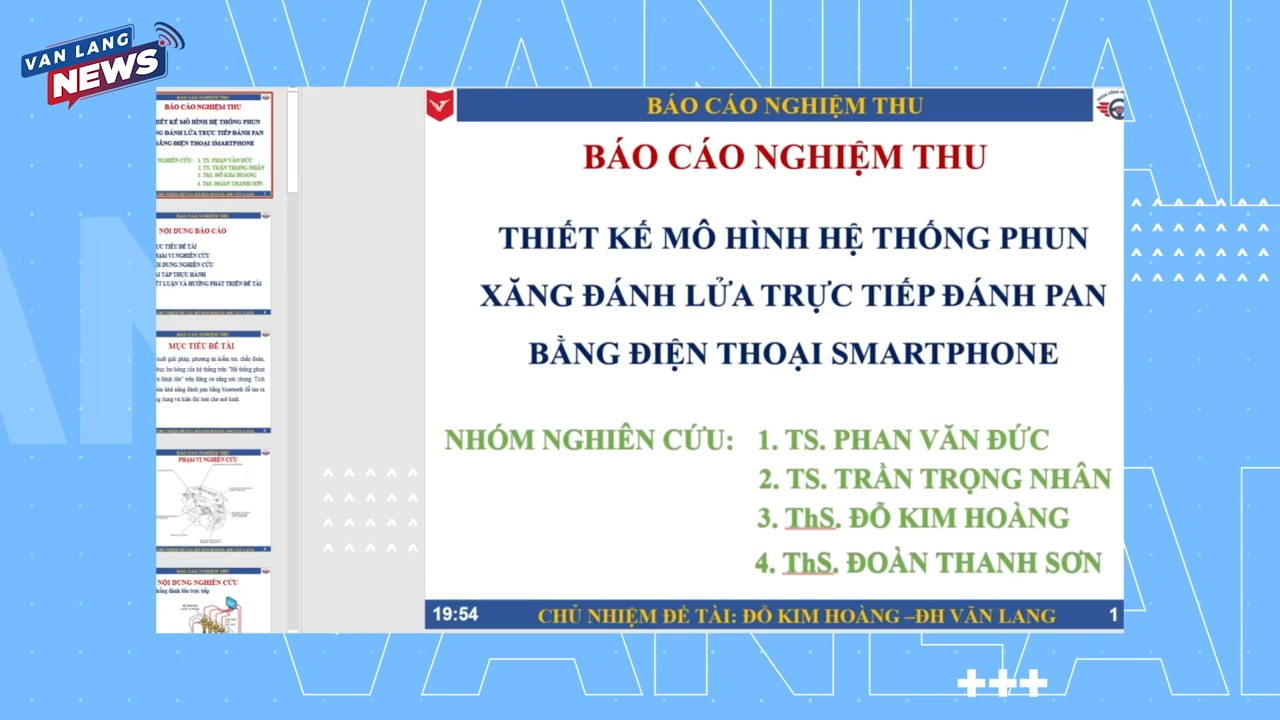 VAN LANG
NEWS
BÁO CÁO NGHIỆM THU
BÁO CÁO NGHIỆM THU
THIẾT KẾ MÔ HÌNH HỆ THỐNG PHUN
XĂNG ĐÁNH LỬA TRỰC TIẾP ĐÁNH PAN
BẰNG ĐIỆN THOẠI SMARTPHONE
NHÓM NGHIÊN CỨU: 1. TS. PHAN VĂN ĐỨC
2. TS. TRẦN TRỌNG NHÂN
3. ThS. ĐỖ KIM HOÀNG
4. ThS. ĐOÀN THANH SƠN
19:54 CHỦ NHIỆM ĐỀ TÀI: ĐỖ KIM HOÀNG –ĐH VĂN LANG 1
BÁO CÁO NGHIỆM THU
NỘI DUNG BÁO CÁO
MỤC TIÊU ĐỀ TÀI
PHẠM VI NGHIÊN CỨU
NỘI DUNG NGHIÊN CỨU